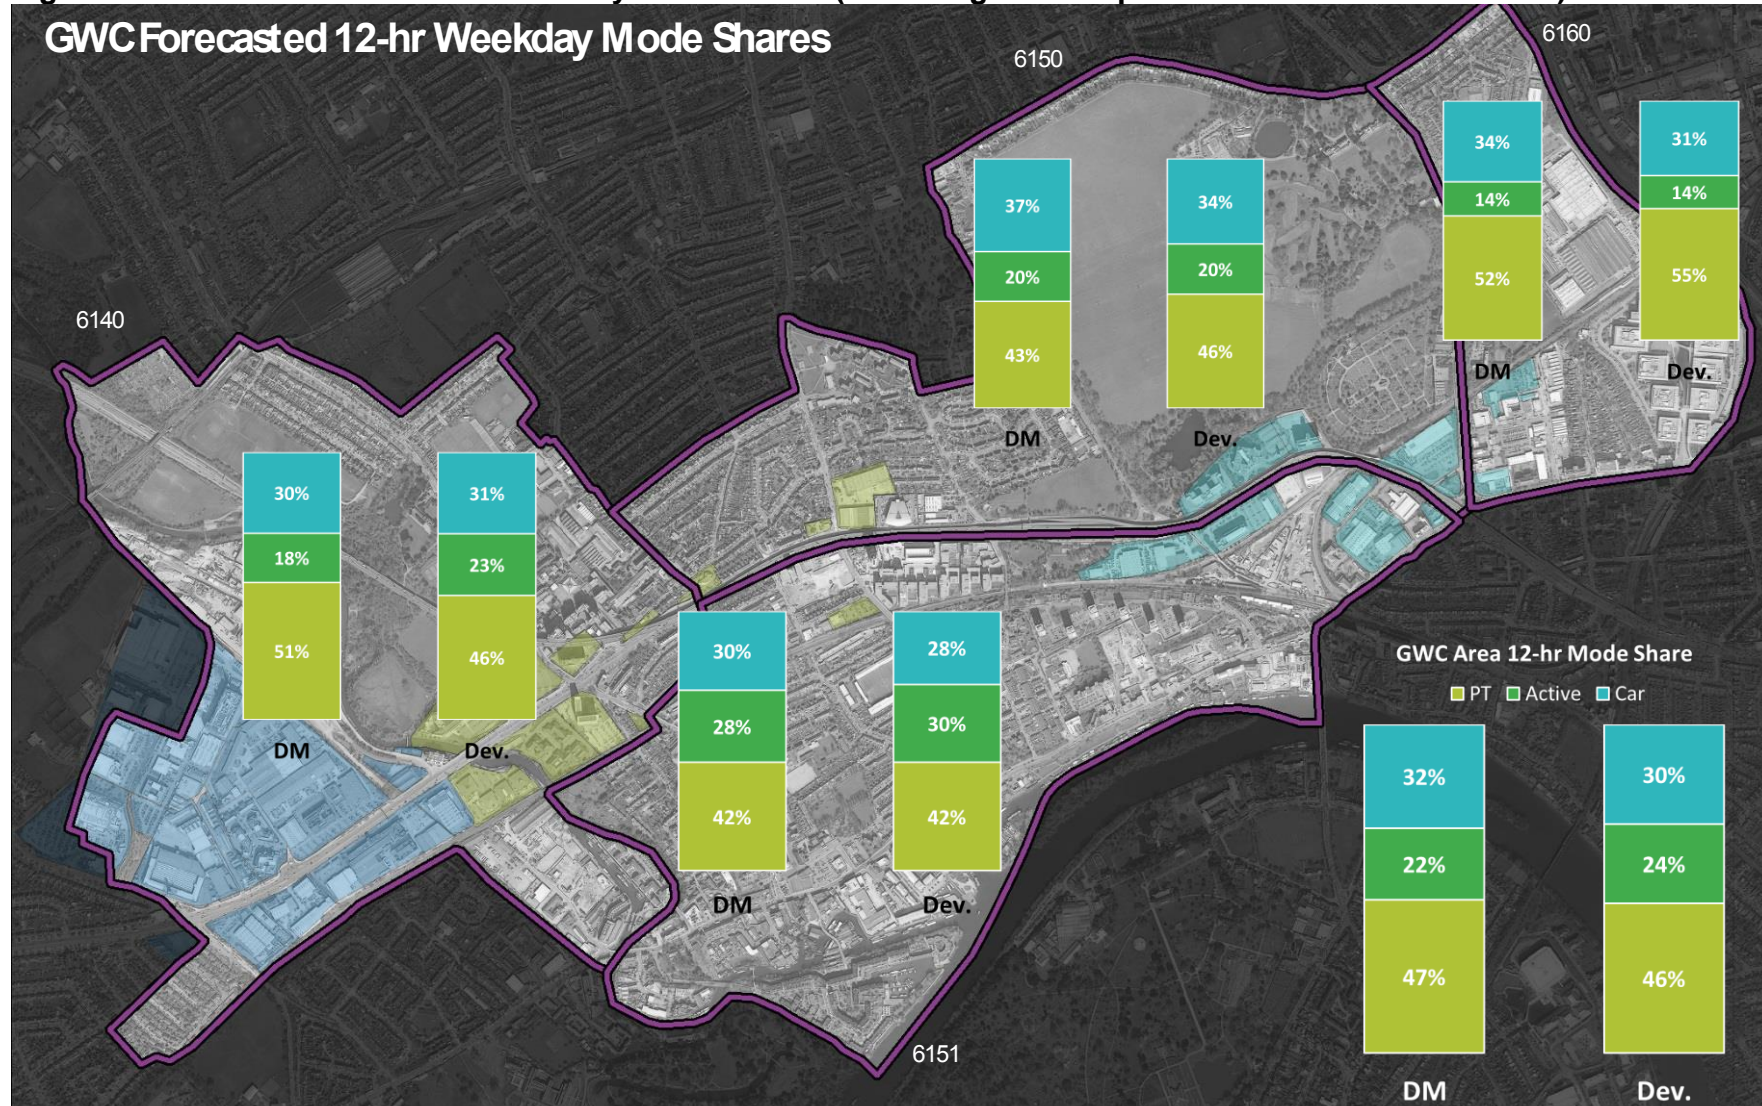 GWC Forecasted 12-hr Weekday Mode Shares
6160
6150
34%
14%
52%
DM
31%
14%
55%
Dev.
37%
20%
43%
DM
34%
20%
46%
Dev.
6140
30%
18%
51%
DM
31%
23%
46%
Dev.
30%
28%
42%
DM
28%
30%
42%
Dev.
6151
GWC Area 12-hr Mode Share
PT Active Car
32%
22%
47%
DM
30%
24%
46%
Dev.